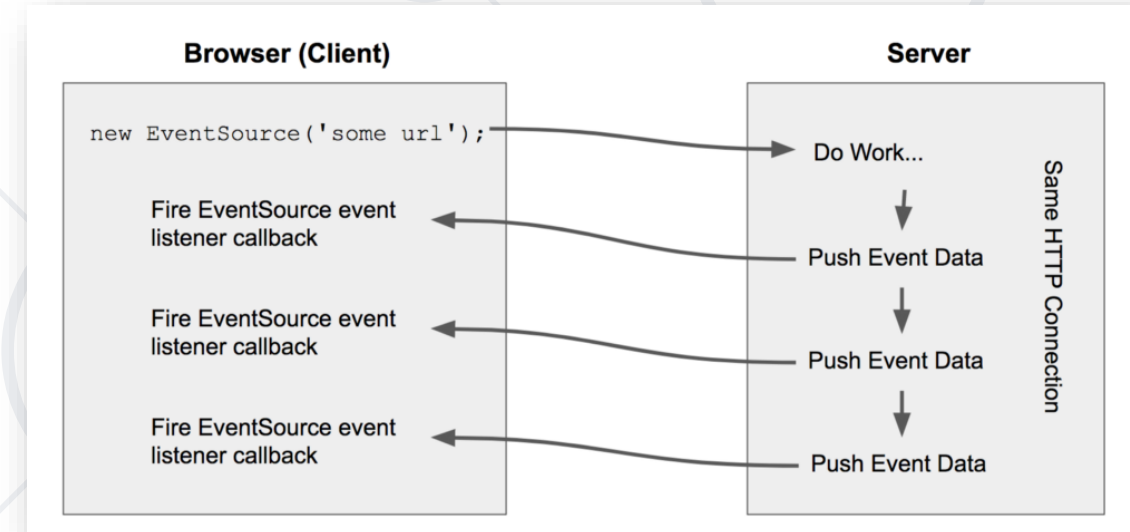 Browser (Client)
Server
new EventSource('some url');
Do Work...
Fire EventSource event
listener callback
Push Event Data
Fire EventSource event
listener callback
Push Event Data
Fire EventSource event
listener callback
Push Event Data
Same HTTP Connection